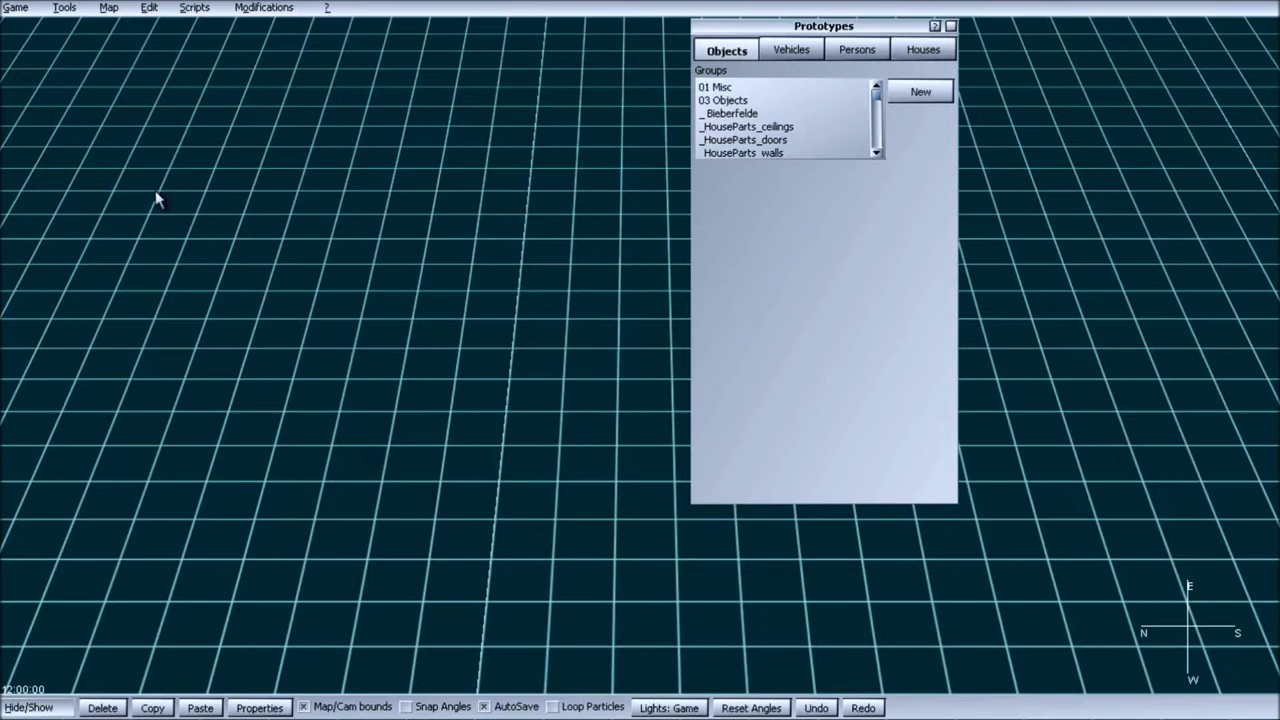 Game Tools Map Edit Scripts Modifications ?
Prototypes ?
Objects Vehicles Persons Houses
Groups
01 Misc
New
03 Objects
_Bieberfelde
_HouseParts_ceilings
_HouseParts_doors
_HouseParts_walls
E
N S
W
12:00:00
Hide/Show Delete Copy Paste Properties Map/Cam bounds Snap Angles AutoSave Loop Particles Lights: Game Reset Angles Undo Redo